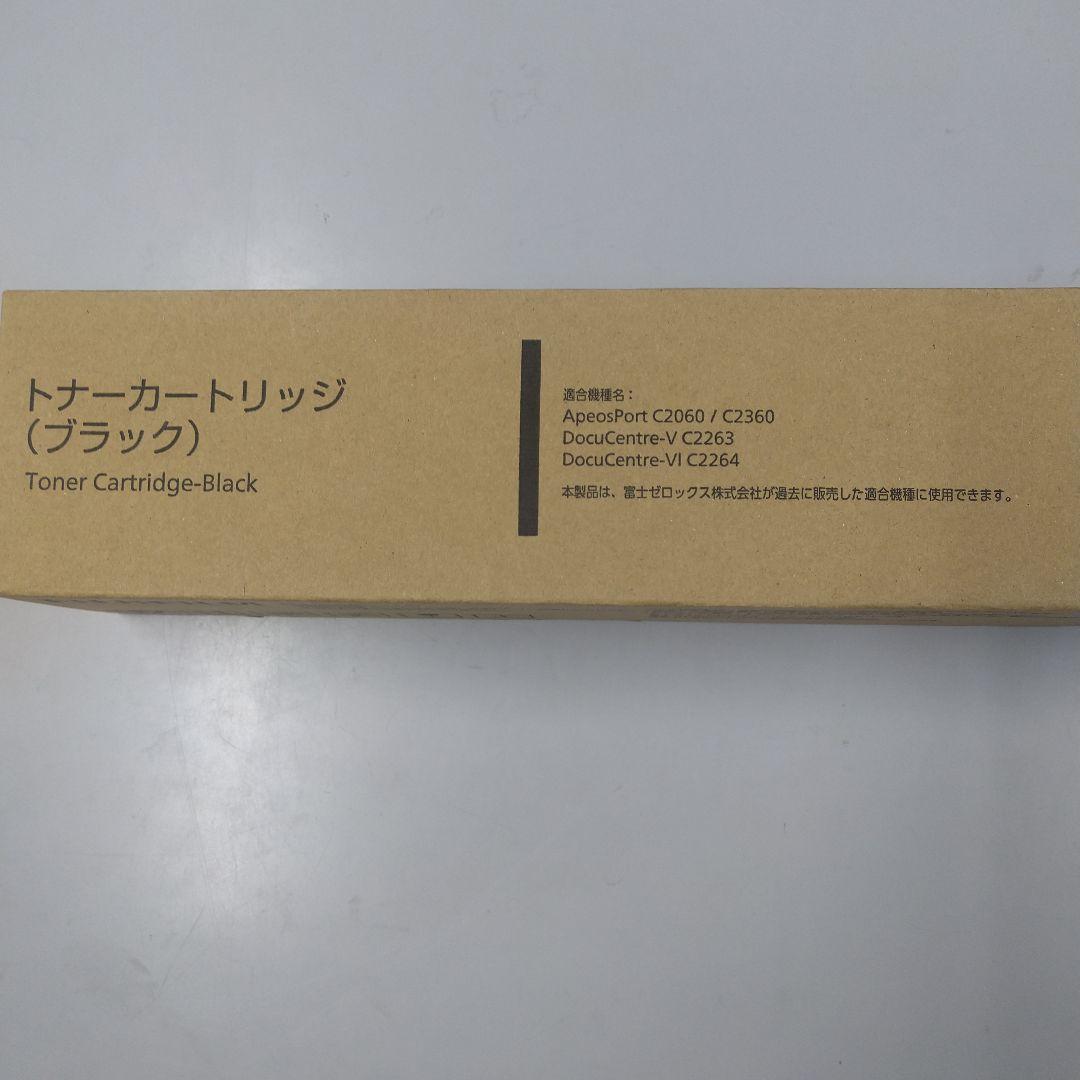 トナーカートリッジ
(ブラック)
Toner Cartridge-Black
適合機種名：
ApeosPort C2060 / C2360
DocuCentre-V C2263
DocuCentre-VI C2264
本製品は、富士ゼロックス株式会社が過去に販売した適合機種に使用できます。